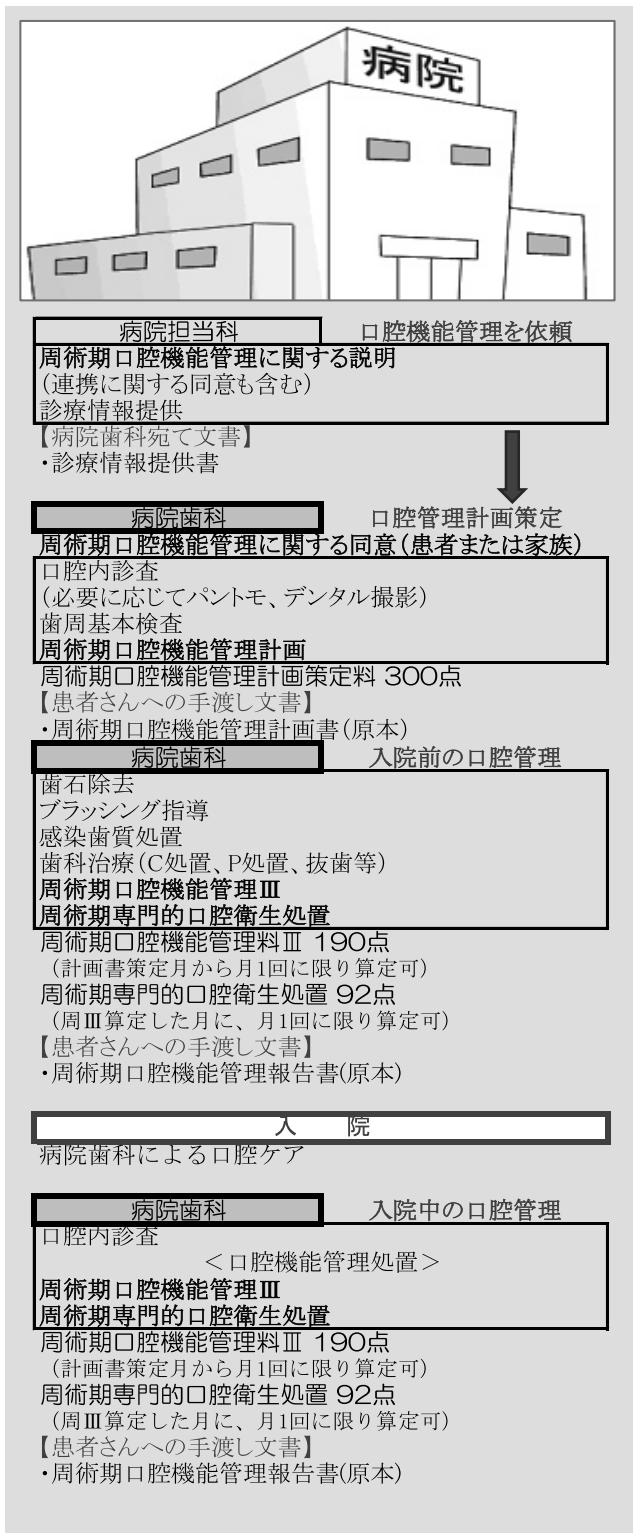 病院
病院担当科 口腔機能管理を依頼
周術期口腔機能管理に関する説明
(連携に関する同意も含む)
診療情報提供
【病院歯科宛て文書】
・診療情報提供書
病院歯科 口腔管理計画策定
周術期口腔機能管理に関する同意(患者または家族)
口腔内診査
(必要に応じてパントモ、デンタル撮影)
歯周基本検査
周術期口腔機能管理計画
周術期口腔機能管理計画策定料 300点
【患者さんへの手渡し文書】
・周術期口腔機能管理計画書(原本)
病院歯科 入院前の口腔管理
歯石除去
ブラッシング指導
感染歯質処置
歯科治療(C処置、P処置、抜歯等)
周術期口腔機能管理Ⅲ
周術期専門的口腔衛生処置
周術期口腔機能管理料Ⅲ 190点
(計画書策定月から月1回に限り算定可)
周術期専門的口腔衛生処置 92点
(周Ⅲ算定した月に、月1回に限り算定可)
【患者さんへの手渡し文書】
・周術期口腔機能管理報告書(原本)
入 院
病院歯科による口腔ケア
病院歯科 入院中の口腔管理
口腔内診査
<口腔機能管理処置>
周術期口腔機能管理Ⅲ
周術期専門的口腔衛生処置
周術期口腔機能管理料Ⅲ 190点
(計画書策定月から月1回に限り算定可)
周術期専門的口腔衛生処置 92点
(周Ⅲ算定した月に、月1回に限り算定可)
【患者さんへの手渡し文書】
・周術期口腔機能管理報告書(原本)